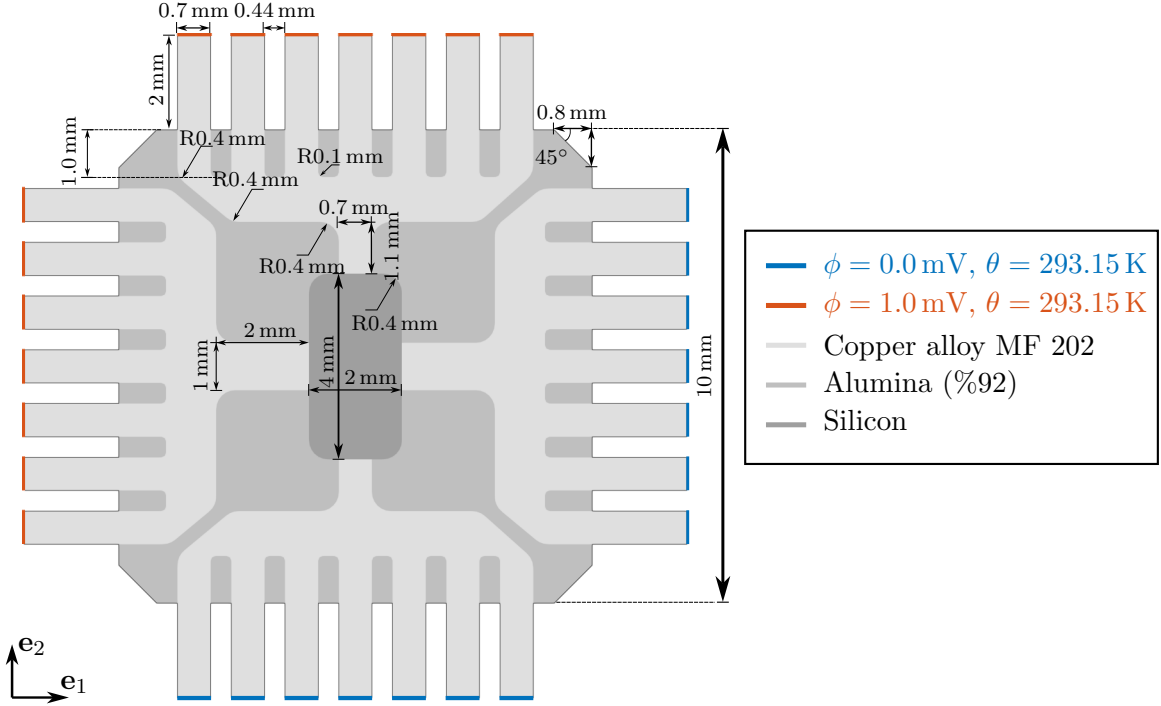 0.7 mm 0.44 mm
2 mm
0.8 mm
1.0 mm
R0.4 mm
45°
R0.1 mm
R0.4 mm
0.7 mm
1.1 mm
R0.4 mm
R0.4 mm
2 mm
1 mm
4 mm
2 mm
10 mm
ϕ = 0.0 mV, θ = 293.15 K
ϕ = 1.0 mV, θ = 293.15 K
Copper alloy MF 202
Alumina (%92)
Silicon
e₂
e₁